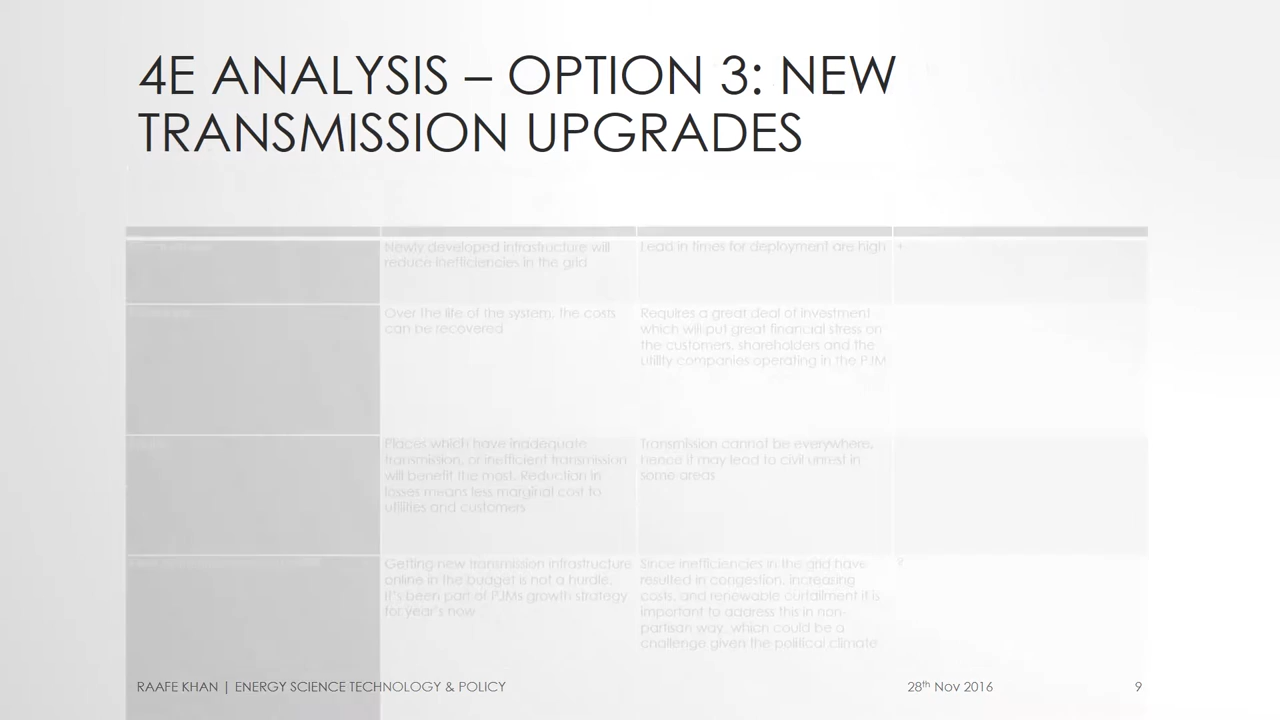 4E ANALYSIS – OPTION 3: NEW
TRANSMISSION UPGRADES
Newly developed infrastructure will
reduce inefficiencies in the grid
Lead in times for deployment are high
+
Over the life of the system, the costs
can be recovered
Requires a great deal of investment
which will put great financial stress on
the customers, shareholders and the
utility companies operating in the PJM
Places which have inadequate
transmission, or inefficient transmission
will benefit the most. Reduction in
losses means less marginal cost to
utilities and customers
Transmission cannot be everywhere,
hence it may lead to civil unrest in
some areas
Getting new transmission infrastructure
online in the budget is not a hurdle.
It's been part of PJMs growth strategy
for year's now
Since inefficiencies in the grid have
resulted in congestion, increasing
costs, and renewable curtailment it is
important to address this in non-
partisan way, which could be a
challenge given the political climate
?
RAAFE KHAN | ENERGY SCIENCE TECHNOLOGY & POLICY
28th Nov 2016
9